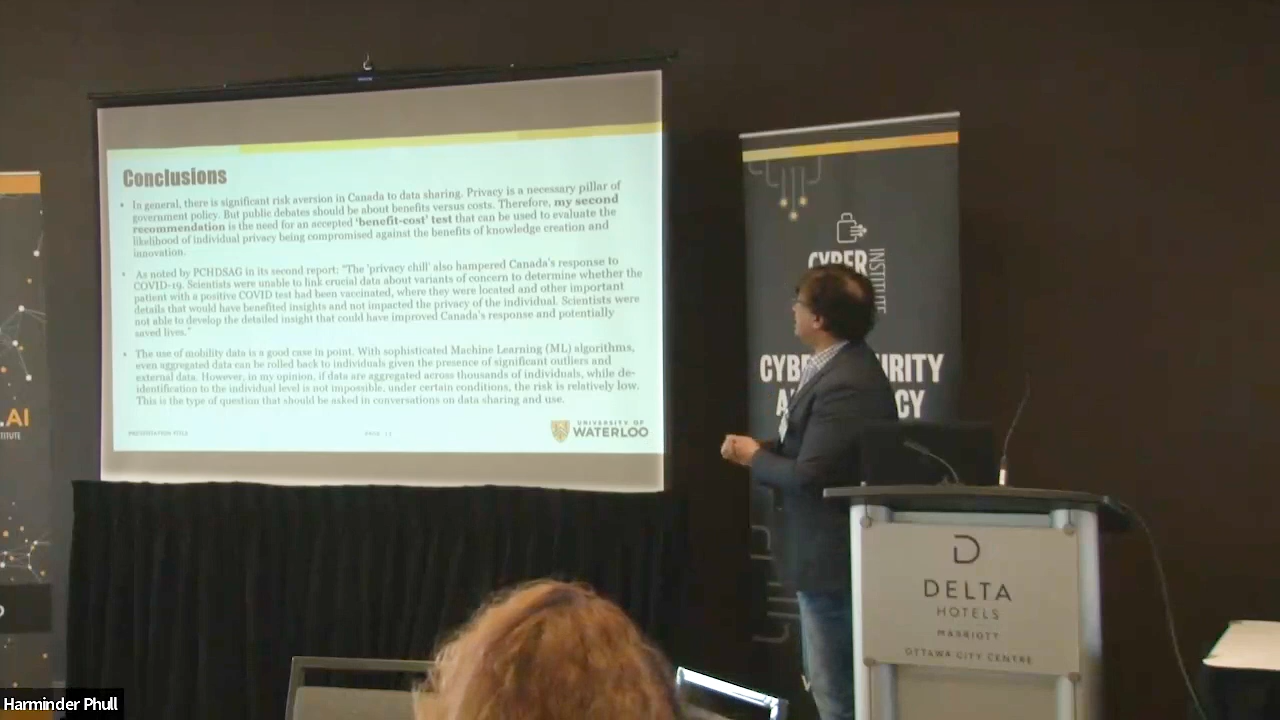 Conclusions
• In general, there is significant risk aversion in Canada to data sharing. Privacy is a necessary pillar of
government policy. But public debates should be about benefits versus costs. Therefore, my second
recommendation is the need for an accepted 'benefit-cost' test that can be used to evaluate the
likelihood of individual privacy being compromised against the benefits of knowledge creation and
innovation.
• As noted by PCHDSAG in its second report: "The 'privacy chill' also hampered Canada's response to
COVID-19. Scientists were unable to link crucial data about variants of concern to determine whether the
patient with a positive COVID test had been vaccinated, where they were located and other important
details that would have benefited insights and not impacted the privacy of the individual. Scientists were
not able to develop the detailed insight that could have improved Canada's response and potentially
saved lives."
• The use of mobility data is a good case in point. With sophisticated Machine Learning (ML) algorithms,
even aggregated data can be rolled back to individuals given the presence of significant outliers and
external data. However, in my opinion, if data are aggregated across thousands of individuals, while de-
identification to the individual level is not impossible, under certain conditions, the risk is relatively low.
This is the type of question that should be asked in conversations on data sharing and use.
PRESENTATION TITLE
PAGE
UNIVERSITY OF
WATERLOO
.AI
CYBER
INSTITUTE
DELTA
HOTELS
MARRIOTT
OTTAWA CITY CENTRE
Harminder Phull